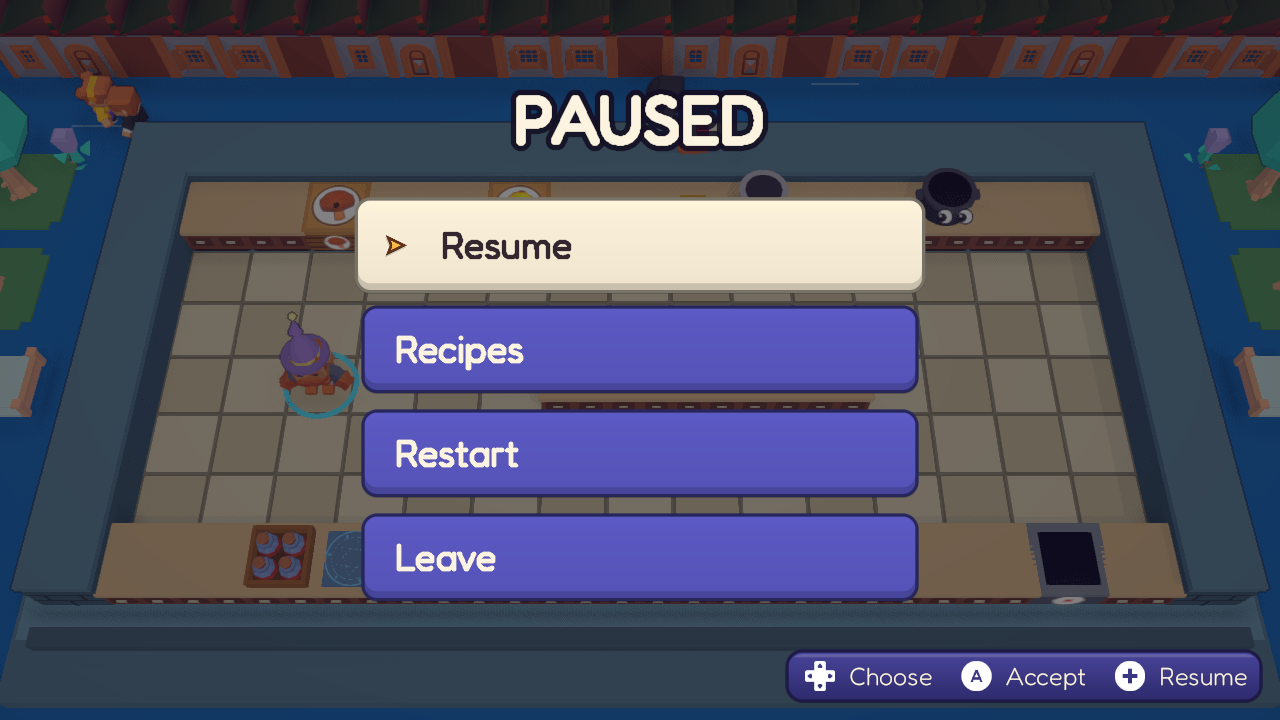 PAUSED
Resume
Recipes
Restart
Leave
Choose A Accept + Resume